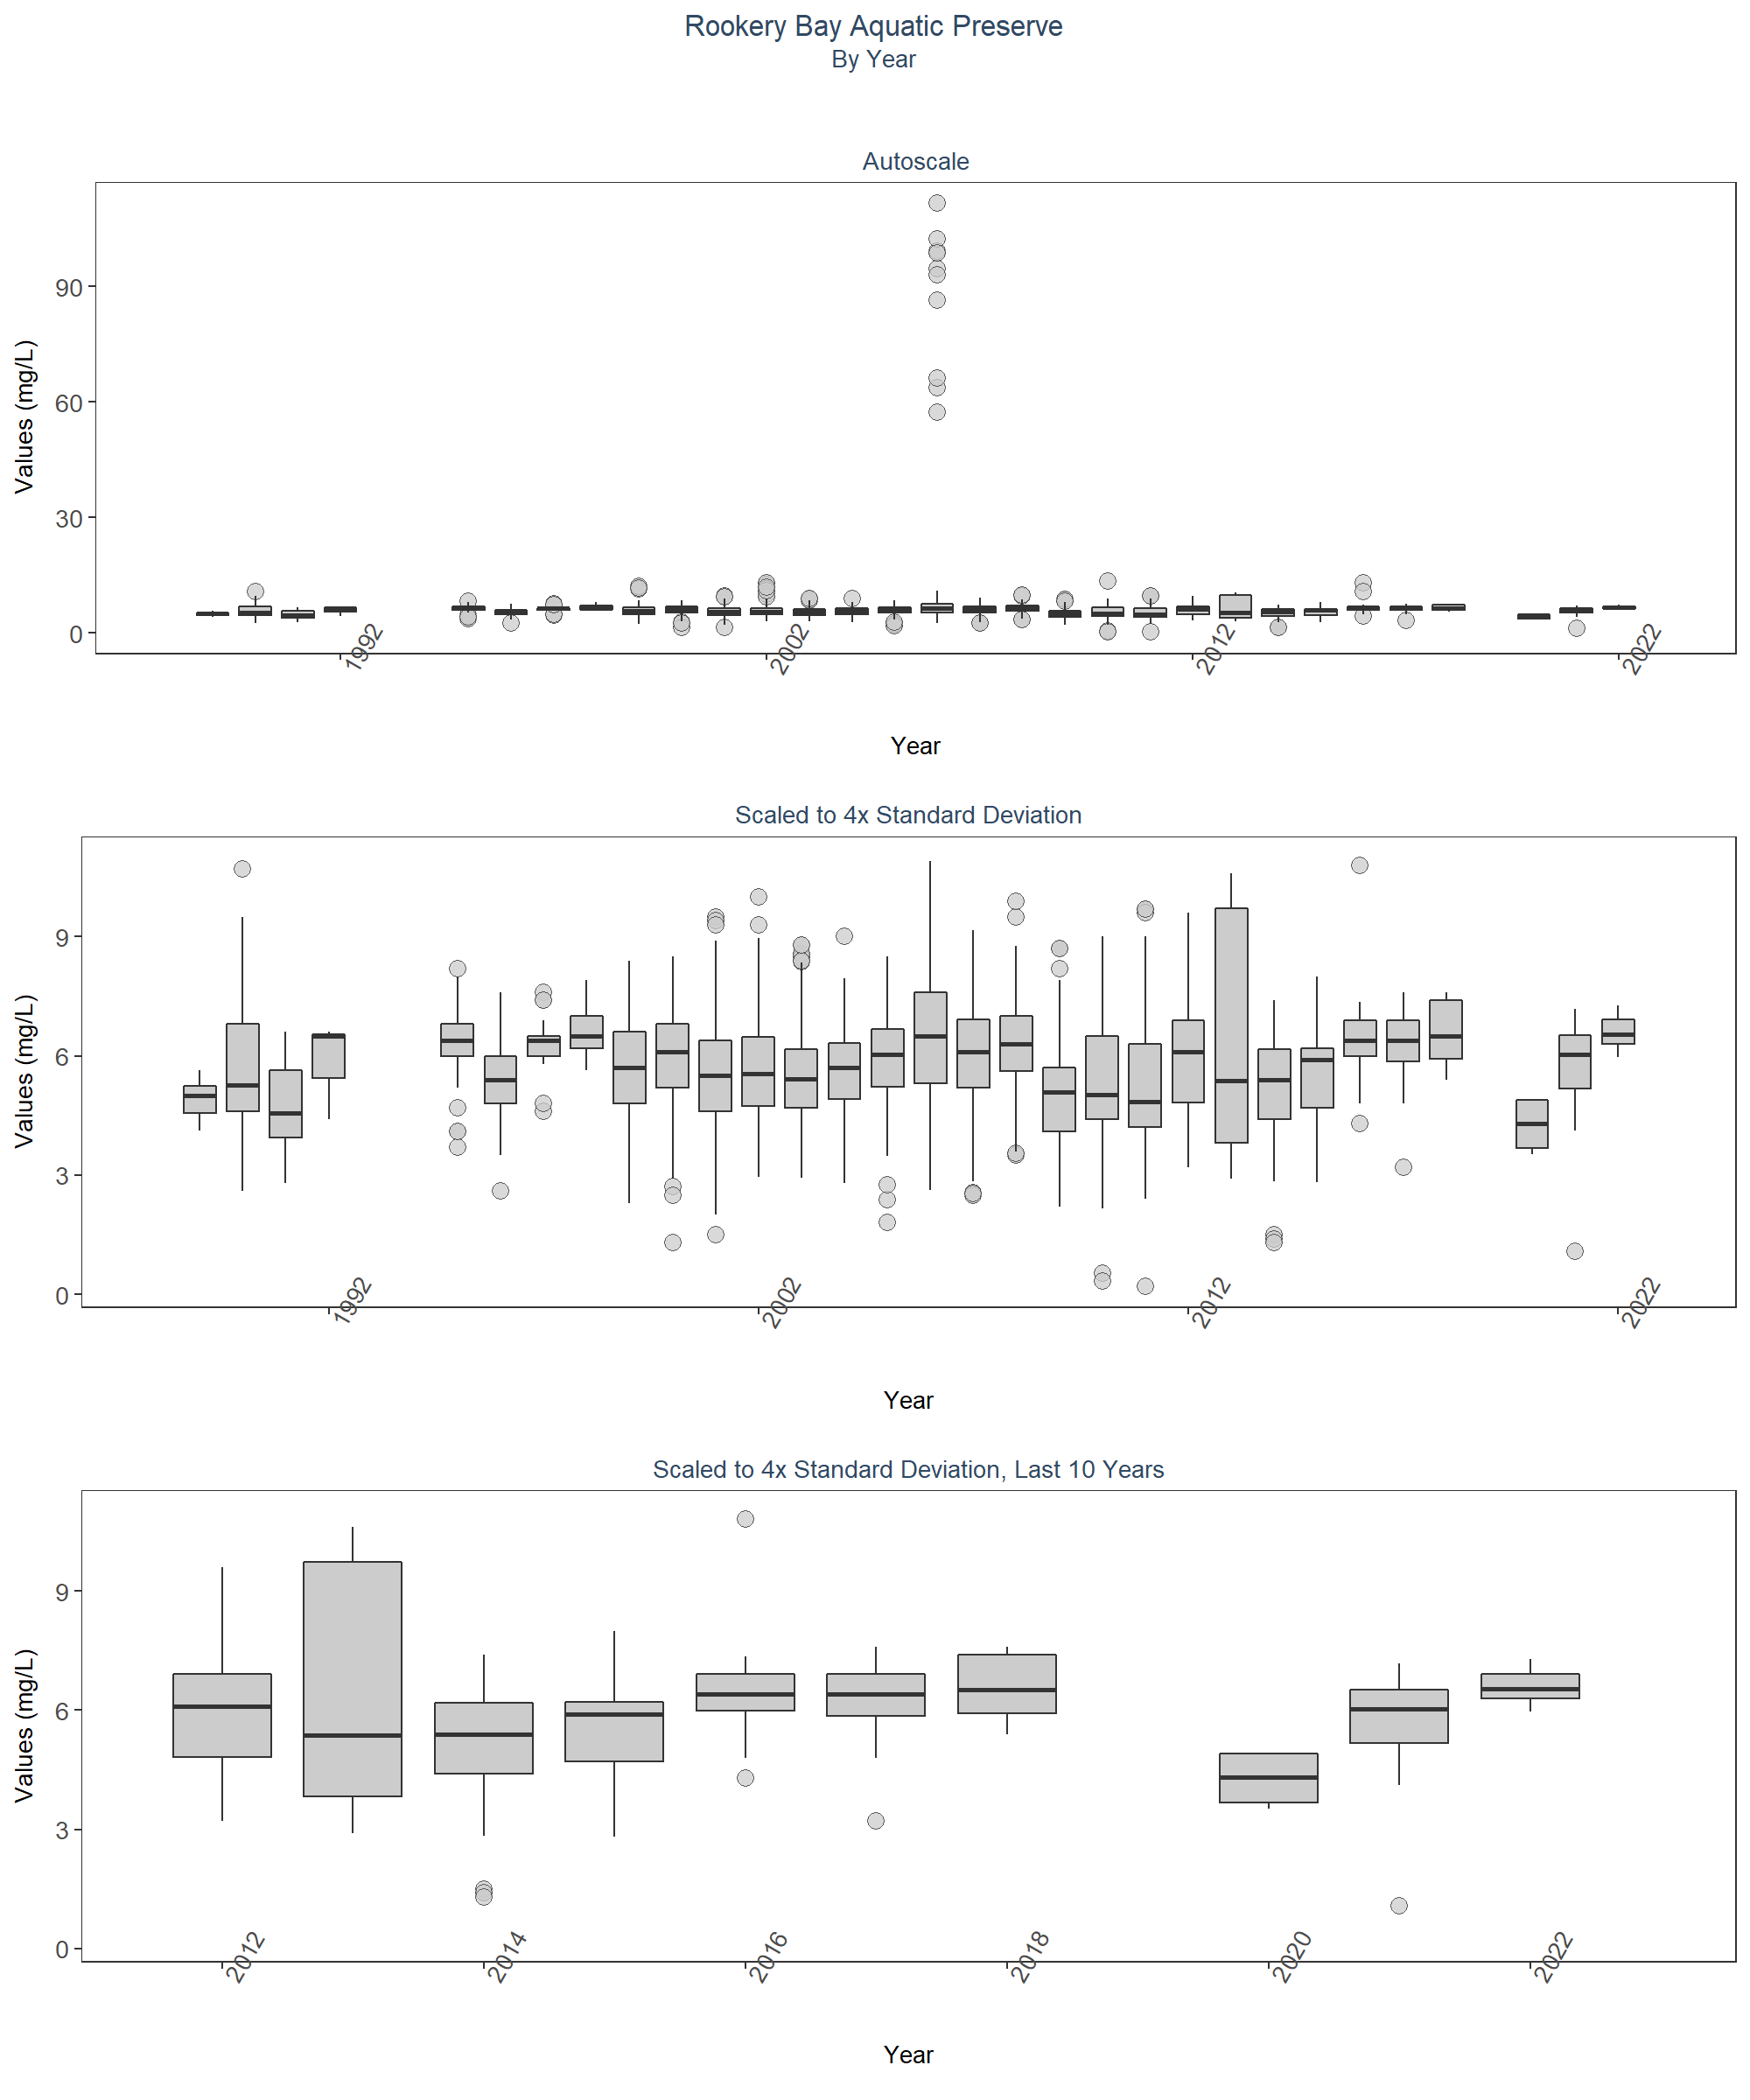 Rookery Bay Aquatic Preserve
By Year
Autoscale
Values (mg/L)
90
60
30
0
1992
2002
2012
2022
Year
Scaled to 4x Standard Deviation
Values (mg/L)
9
6
3
0
1992
2002
2012
2022
Year
Scaled to 4x Standard Deviation, Last 10 Years
Values (mg/L)
9
6
3
0
2012
2014
2016
2018
2020
2022
Year